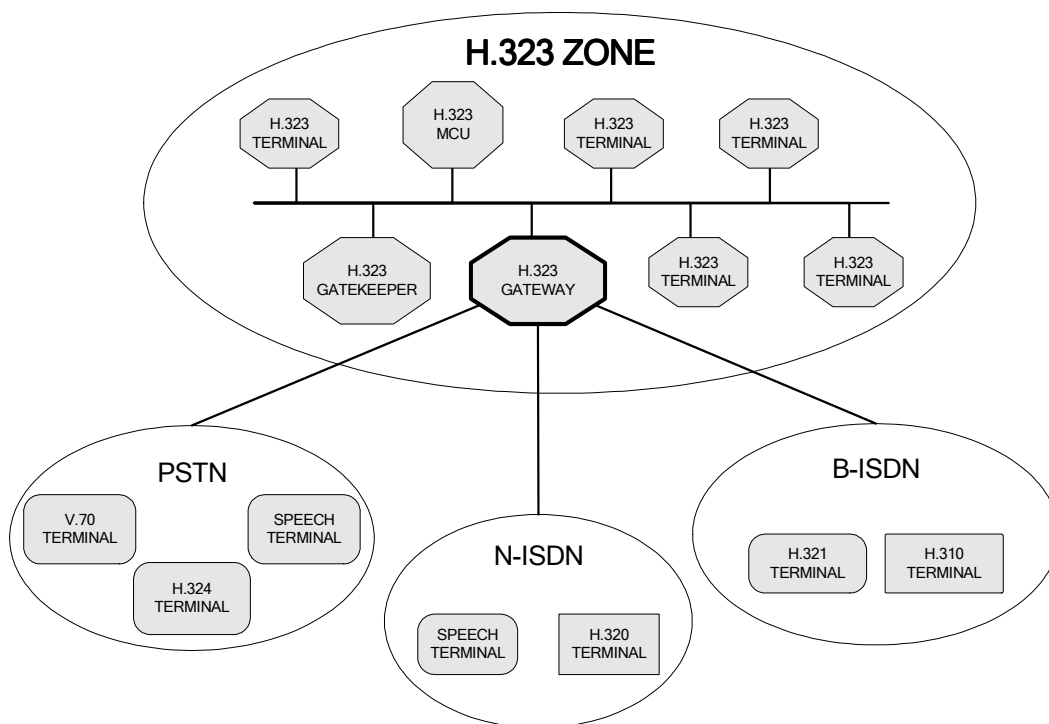 H.323 ZONE
H.323
TERMINAL
H.323
MCU
H.323
TERMINAL
H.323
TERMINAL
H.323
GATEKEEPER
H.323
GATEWAY
H.323
TERMINAL
H.323
TERMINAL
PSTN
V.70
TERMINAL
SPEECH
TERMINAL
H.324
TERMINAL
N-ISDN
SPEECH
TERMINAL
H.320
TERMINAL
B-ISDN
H.321
TERMINAL
H.310
TERMINAL